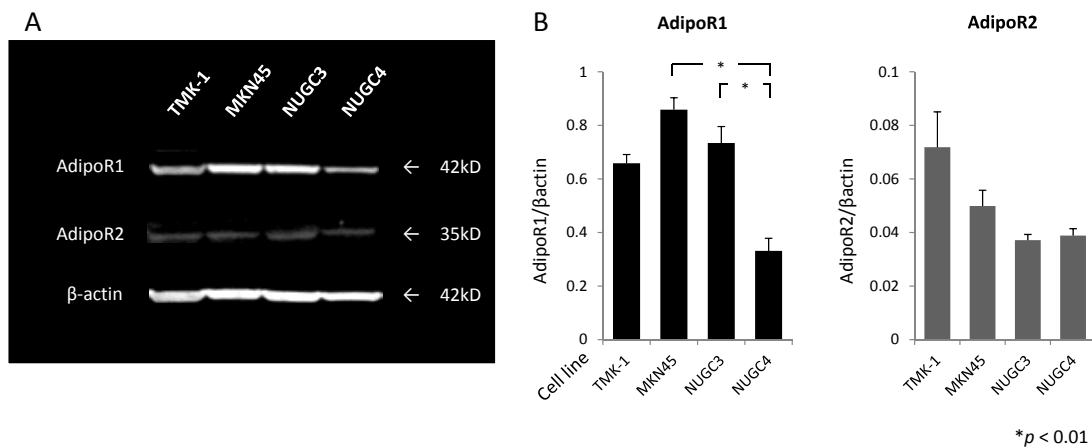 A
TMK-1
MKN45
NUGC3
NUGC4
AdipoR1 ← 42kD
AdipoR2 ← 35kD
β-actin ← 42kD
B
AdipoR1
*
*
AdipoR1/βactin
1
0.8
0.6
0.4
0.2
0
Cell line
TMK-1
MKN45
NUGC3
NUGC4
AdipoR2
AdipoR2/βactin
0.1
0.08
0.06
0.04
0.02
0
TMK-1
MKN45
NUGC3
NUGC4
*p < 0.01